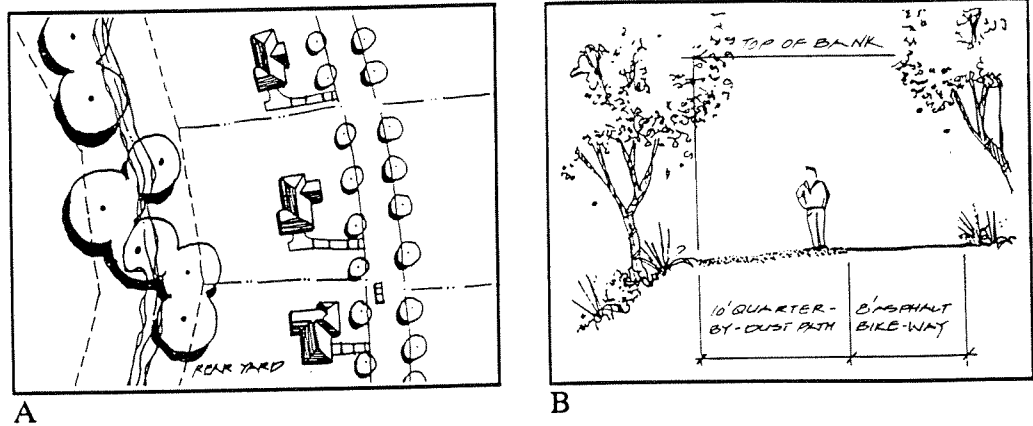 REAR YARD
A
TOP OF BANK
10' QUARTER-
BY-DUST PATH
8' ASPHALT
BIKE-WAY
B